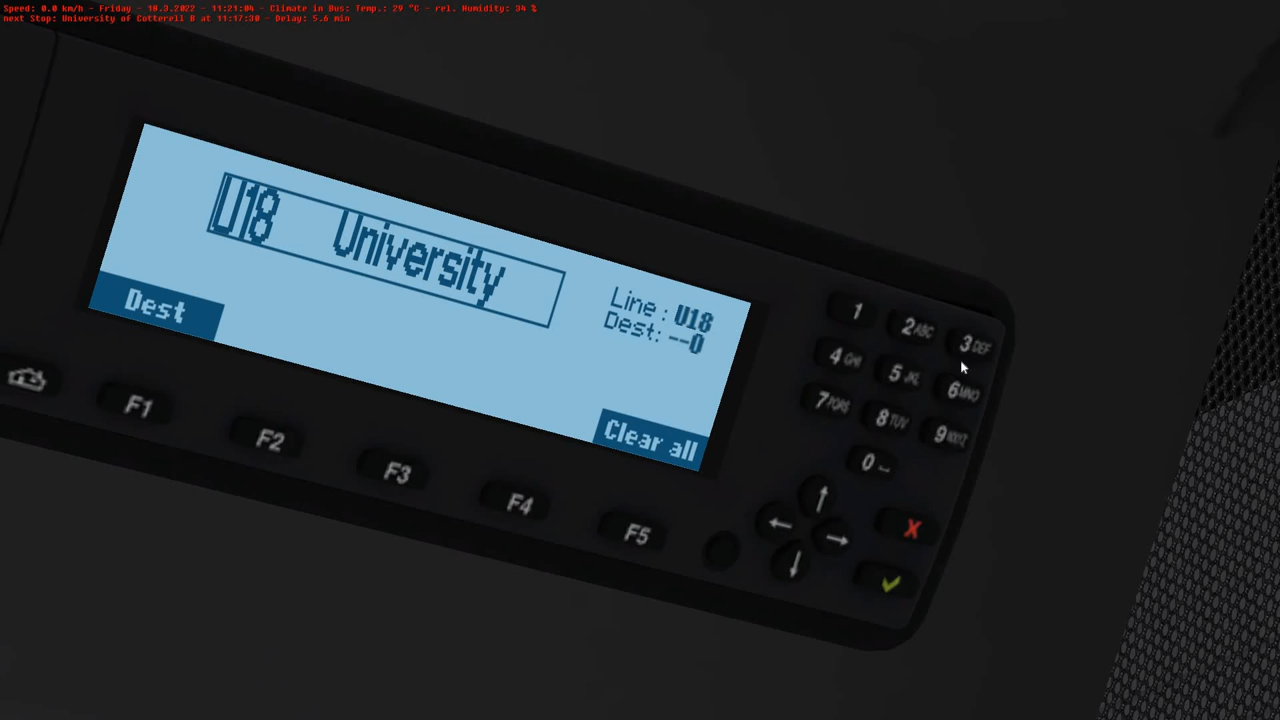 Speed: 0.0 km/h - Friday - 18.3.2022 - 11:21:04 - Climate in Bus: Temp.: 29 °C - rel. Humidity: 34 %
next Stop: University of Cotterell B at 11:17:30 - Delay: 5.6 min
U18 University
Line : U18
Dest: --0
Dest
Clear all
F1
F2
F3
F4
F5
1
2ABC
3DEF
4GHI
5JKL
6MNO
7PQRS
8TUV
9WXYZ
0
X